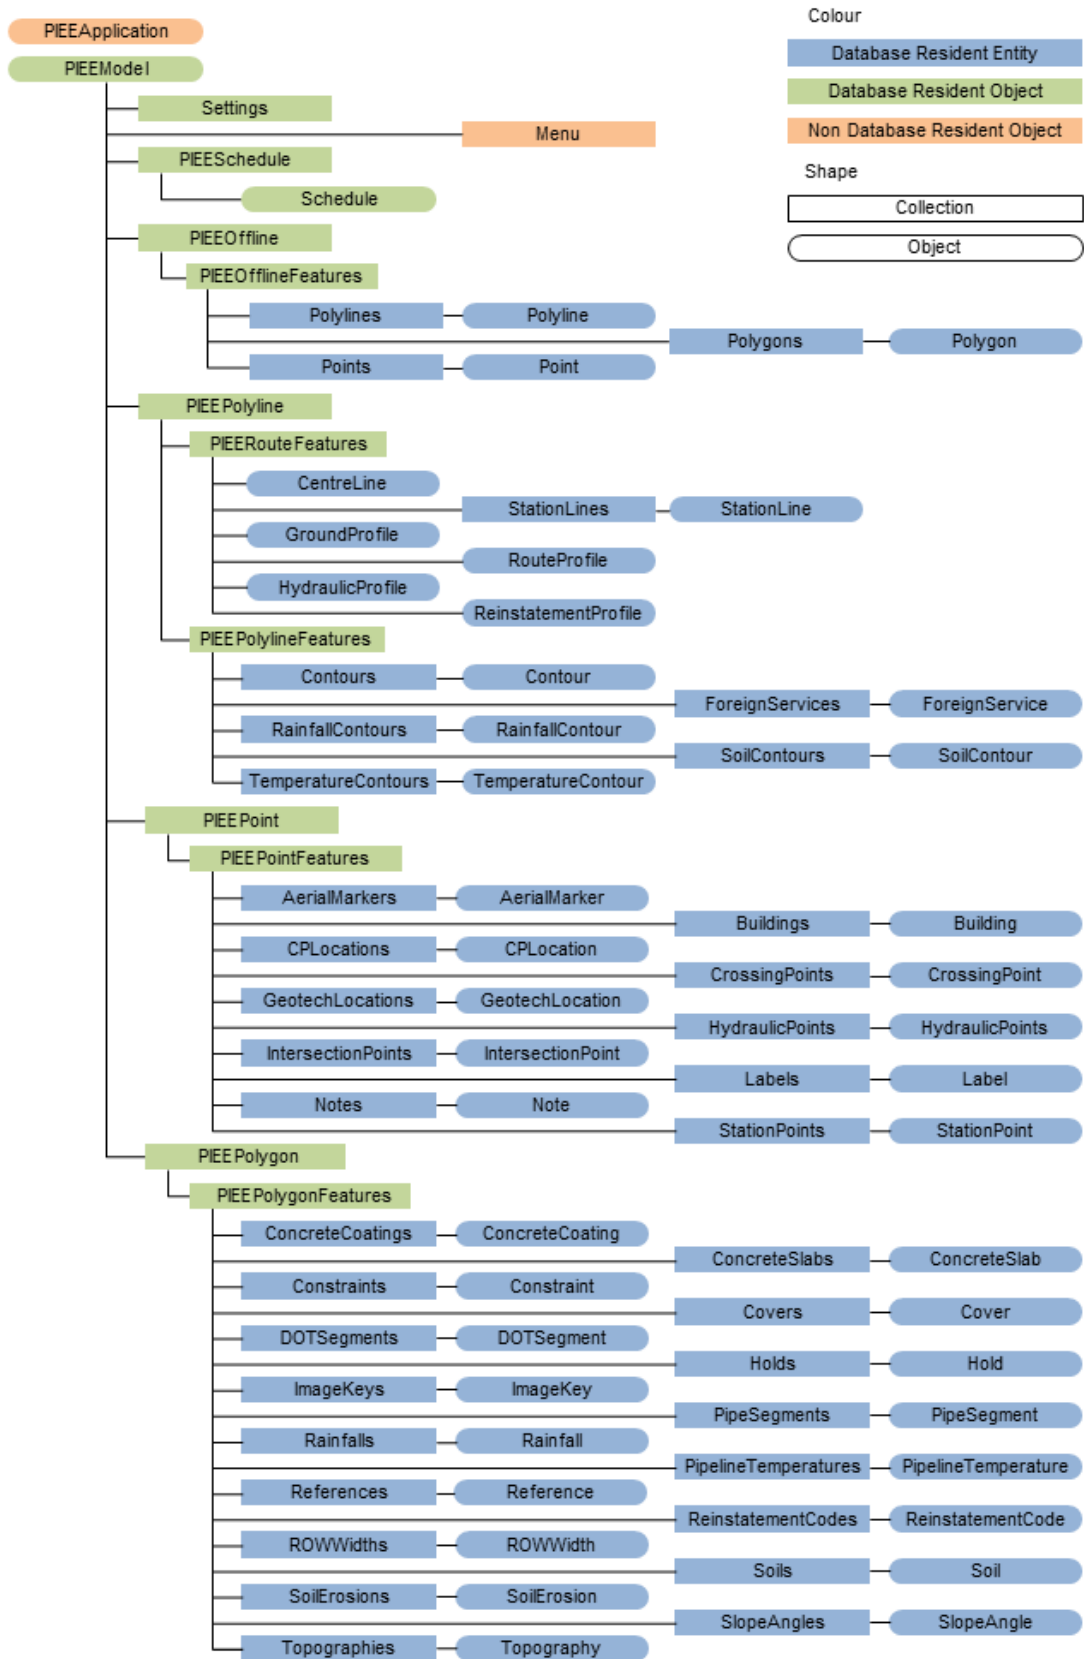 PIEEApplication
PIEEModel
Settings
Menu
PIEESchedule
Schedule
PIEEOffline
PIEEOfflineFeatures
Polylines Polyline
Polygons Polygon
Points Point
PIEEPolyline
PIEERouteFeatures
CentreLine
StationLines StationLine
GroundProfile
RouteProfile
HydraulicProfile
ReinstatementProfile
PIEEPolylineFeatures
Contours Contour
ForeignServices ForeignService
RainfallContours RainfallContour
SoilContours SoilContour
TemperatureContours TemperatureContour
PIEEPoint
PIEEPointFeatures
AerialMarkers AerialMarker
Buildings Building
CPLocations CPLocation
CrossingPoints CrossingPoint
GeotechLocations GeotechLocation
HydraulicPoints HydraulicPoints
IntersectionPoints IntersectionPoint
Labels Label
Notes Note
StationPoints StationPoint
PIEEPolygon
PIEEPolygonFeatures
ConcreteCoatings ConcreteCoating
ConcreteSlabs ConcreteSlab
Constraints Constraint
Covers Cover
DOTSegments DOTSegment
Holds Hold
ImageKeys ImageKey
PipeSegments PipeSegment
Rainfalls Rainfall
PipelineTemperatures PipelineTemperature
References Reference
ReinstatementCodes ReinstatementCode
ROWWidths ROWWidth
Soils Soil
SoilErosions SoilErosion
SlopeAngles SlopeAngle
Topographies Topography
Colour
Database Resident Entity
Database Resident Object
Non Database Resident Object
Shape
Collection
Object